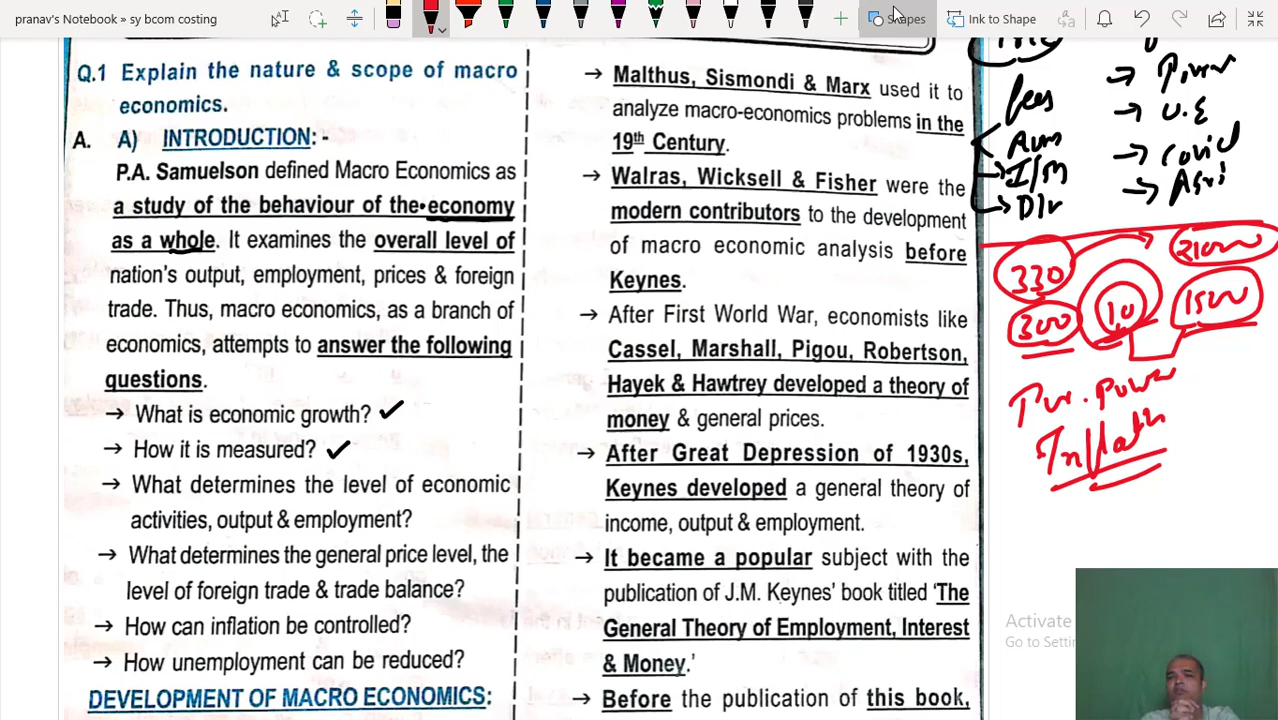 pranav's Notebook » sy bcom costing
Shapes
Ink to Shape
Q.1 Explain the nature & scope of macro
economics.
A. A) INTRODUCTION: -
P.A. Samuelson defined Macro Economics as
a study of the behaviour of the economy
as a whole. It examines the overall level of
nation's output, employment, prices & foreign
trade. Thus, macro economics, as a branch of
economics, attempts to answer the following
questions.
→ What is economic growth? ✓
→ How it is measured? ✓
→ What determines the level of economic
activities, output & employment?
→ What determines the general price level, the
level of foreign trade & trade balance?
→ How can inflation be controlled?
→ How unemployment can be reduced?
DEVELOPMENT OF MACRO ECONOMICS:
→ Malthus, Sismondi & Marx used it to
analyze macro-economics problems in the
19th Century.
→ Walras, Wicksell & Fisher were the
modern contributors to the development
of macro economic analysis before
Keynes.
→ After First World War, economists like
Cassel, Marshall, Pigou, Robertson,
Hayek & Hawtrey developed a theory of
money & general prices.
→ After Great Depression of 1930s,
Keynes developed a general theory of
income, output & employment.
→ It became a popular subject with the
publication of J.M. Keynes' book titled 'The
General Theory of Employment, Interest
& Money.'
→ Before the publication of this book,
fees
→ U.E
→ I/M
→ Covid
→ D/r
330
300
10
Pur. Power
Inflatn
Activate
Go to Setti